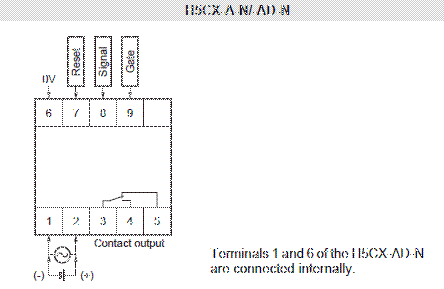 H5CX-A-N/-AD-N
Reset
Signal
Gate
0V
6 7 8 9
1 2 3 4 5
Contact output
(-) (+)
Terminals 1 and 6 of the H5CX-AD-N
are connected internally.